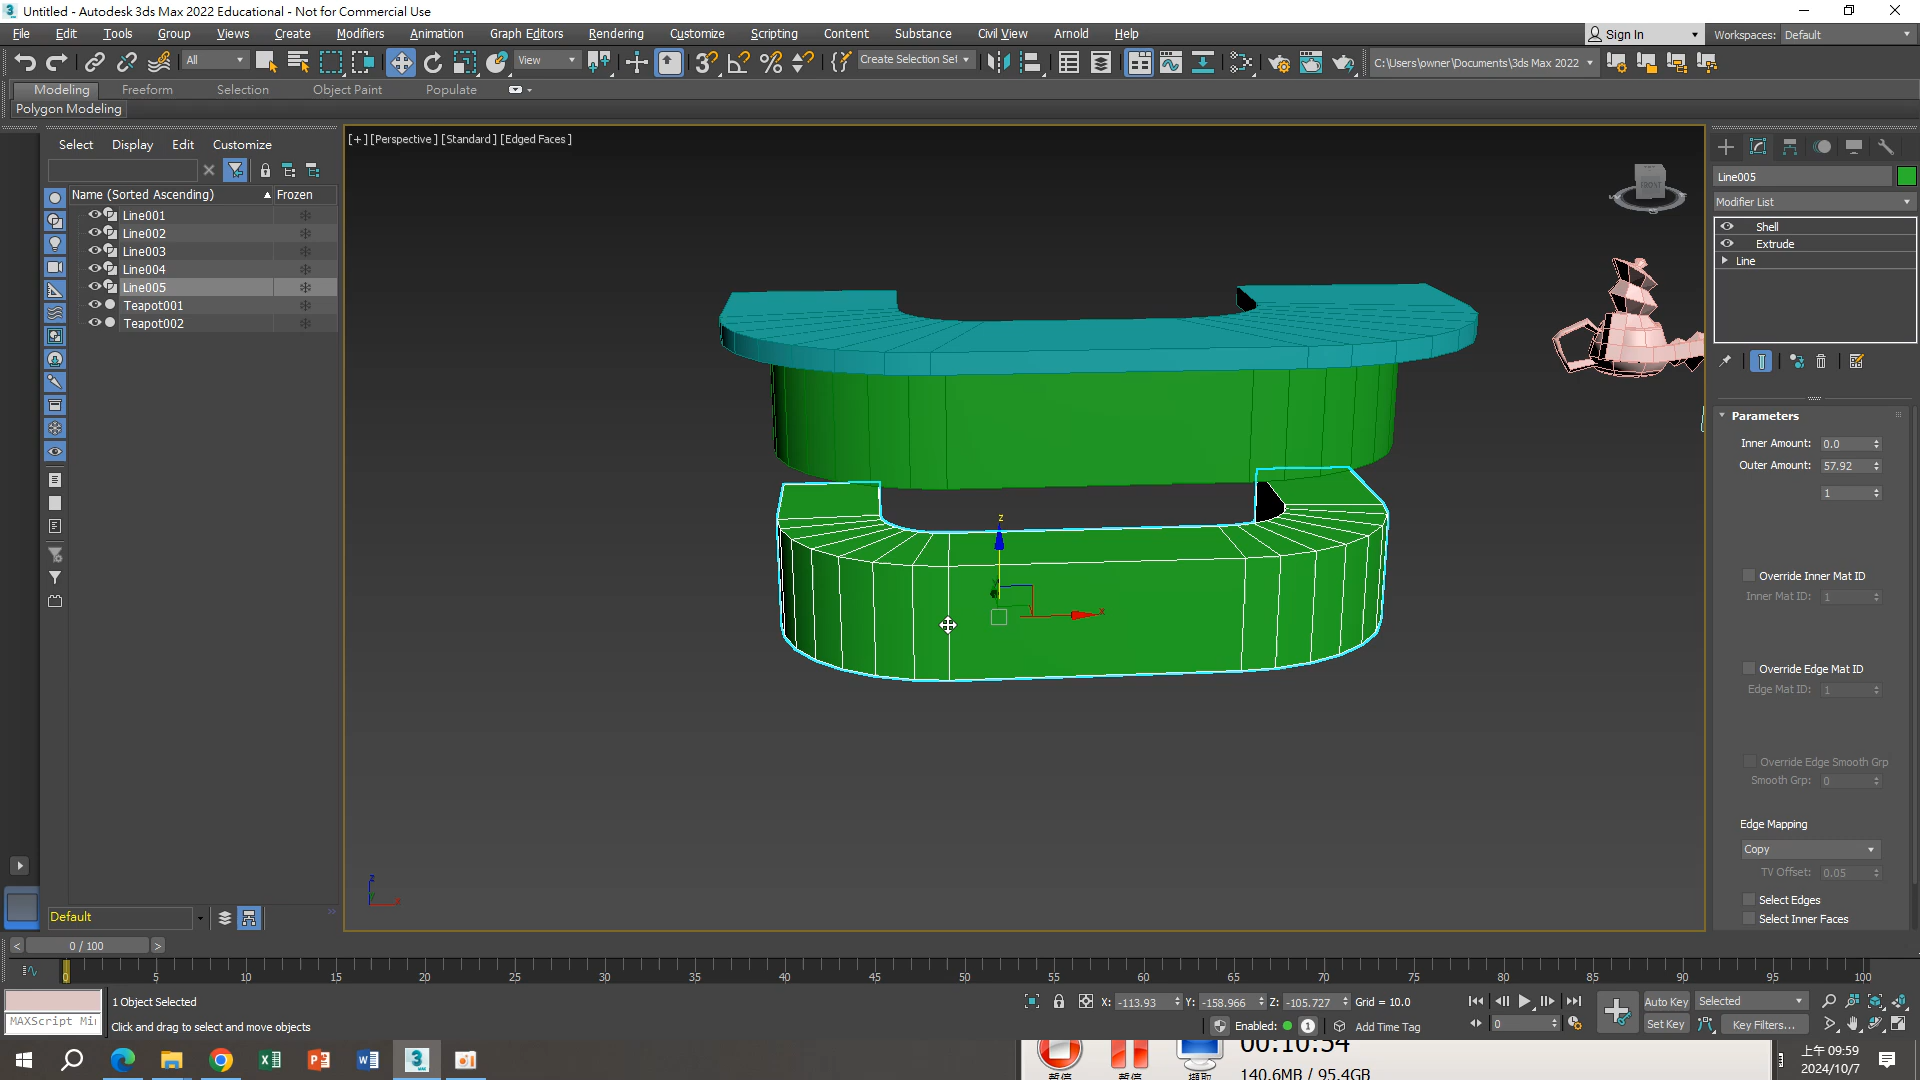 Untitled - Autodesk 3ds Max 2022 Educational - Not for Commercial Use
File Edit Tools Group Views Create Modifiers Animation Graph Editors Rendering Customize Scripting Content Substance Civil View Arnold Help
Sign In Workspaces: Default
All View Create Selection Set C:\Users\owner\Documents\3ds Max 2022
Modeling Freeform Selection Object Paint Populate
Polygon Modeling
Select Display Edit Customize
[+] [Perspective ] [Standard ] [Edged Faces ]
Name (Sorted Ascending) Frozen
Line001
Line002
Line003
Line004
Line005
Teapot001
Teapot002
FRONT
z
x
z
x
Line005
Modifier List
Shell
Extrude
Line
Parameters
Inner Amount: 0.0
Outer Amount: 57.92
1
Override Inner Mat ID
Inner Mat ID: 1
Override Edge Mat ID
Edge Mat ID: 1
Override Edge Smooth Grp
Smooth Grp: 0
Edge Mapping
Copy
TV Offset: 0.05
Select Edges
Select Inner Faces
Default
< 0 / 100 >
0 5 10 15 20 25 30 35 40 45 50 55 60 65 70 75 80 85 90 95 100
1 Object Selected
X: -113.93 Y: -158.966 Z: -105.727 Grid = 10.0
Auto Key Selected
MAXScript Mi
Click and drag to select and move objects
Enabled: 1 Add Time Tag
0 Set Key Key Filters...
00:10:54
140.6MB / 95.4GB
上午 09:59
2024/10/7